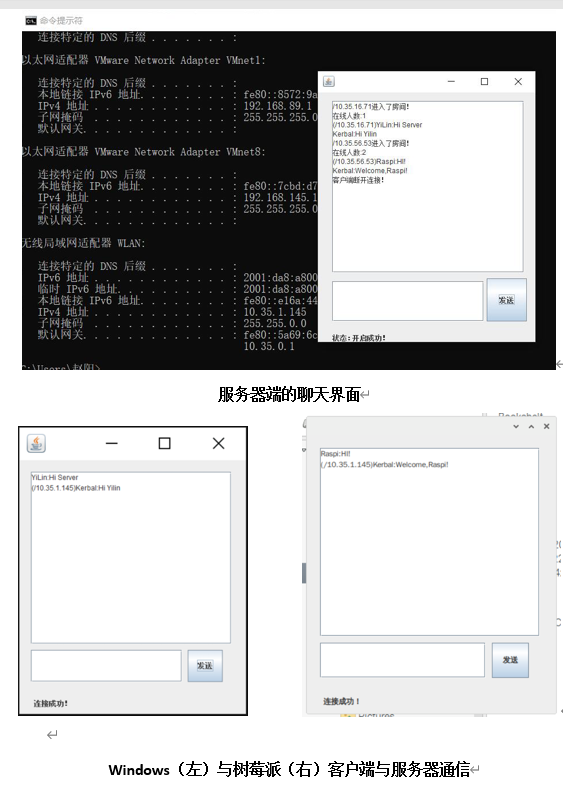 命令提示符
连接特定的 DNS 后缀 . . . . . . . :
以太网适配器 VMware Network Adapter VMnet1:
连接特定的 DNS 后缀 . . . . . . . :
本地链接 IPv6 地址. . . . . . . . : fe80::8572:9a
IPv4 地址 . . . . . . . . . . . . : 192.168.89.1
子网掩码 . . . . . . . . . . . . : 255.255.255.0
默认网关. . . . . . . . . . . . . :
以太网适配器 VMware Network Adapter VMnet8:
连接特定的 DNS 后缀 . . . . . . . :
本地链接 IPv6 地址. . . . . . . . : fe80::7cbd:d7
IPv4 地址 . . . . . . . . . . . . : 192.168.145.1
子网掩码 . . . . . . . . . . . . : 255.255.255.0
默认网关. . . . . . . . . . . . . :
无线局域网适配器 WLAN:
连接特定的 DNS 后缀 . . . . . . . :
IPv6 地址 . . . . . . . . . . . . : 2001:da8:a800
临时 IPv6 地址. . . . . . . . . . : 2001:da8:a800
本地链接 IPv6 地址. . . . . . . . : fe80::e16a:44
IPv4 地址 . . . . . . . . . . . . : 10.35.1.145
子网掩码 . . . . . . . . . . . . : 255.255.0.0
默认网关. . . . . . . . . . . . . : fe80::5a69:6c
10.35.0.1
/10.35.16.71进入了房间!
在线人数:1
(/10.35.16.71)YiLin:Hi Server
Kerbal:Hi Yilin
/10.35.56.53进入了房间!
在线人数:2
(/10.35.56.53)Raspi:HI!
Kerbal:Welcome,Raspi!
客户端断开连接!
发送
状态:开启成功!
服务器端的聊天界面
YiLin:Hi Server
(/10.35.1.145)Kerbal:Hi Yilin
发送
连接成功!
Raspi:HI!
(/10.35.1.145)Kerbal:Welcome,Raspi!
发送
连接成功！
Windows（左）与树莓派（右）客户端与服务器通信